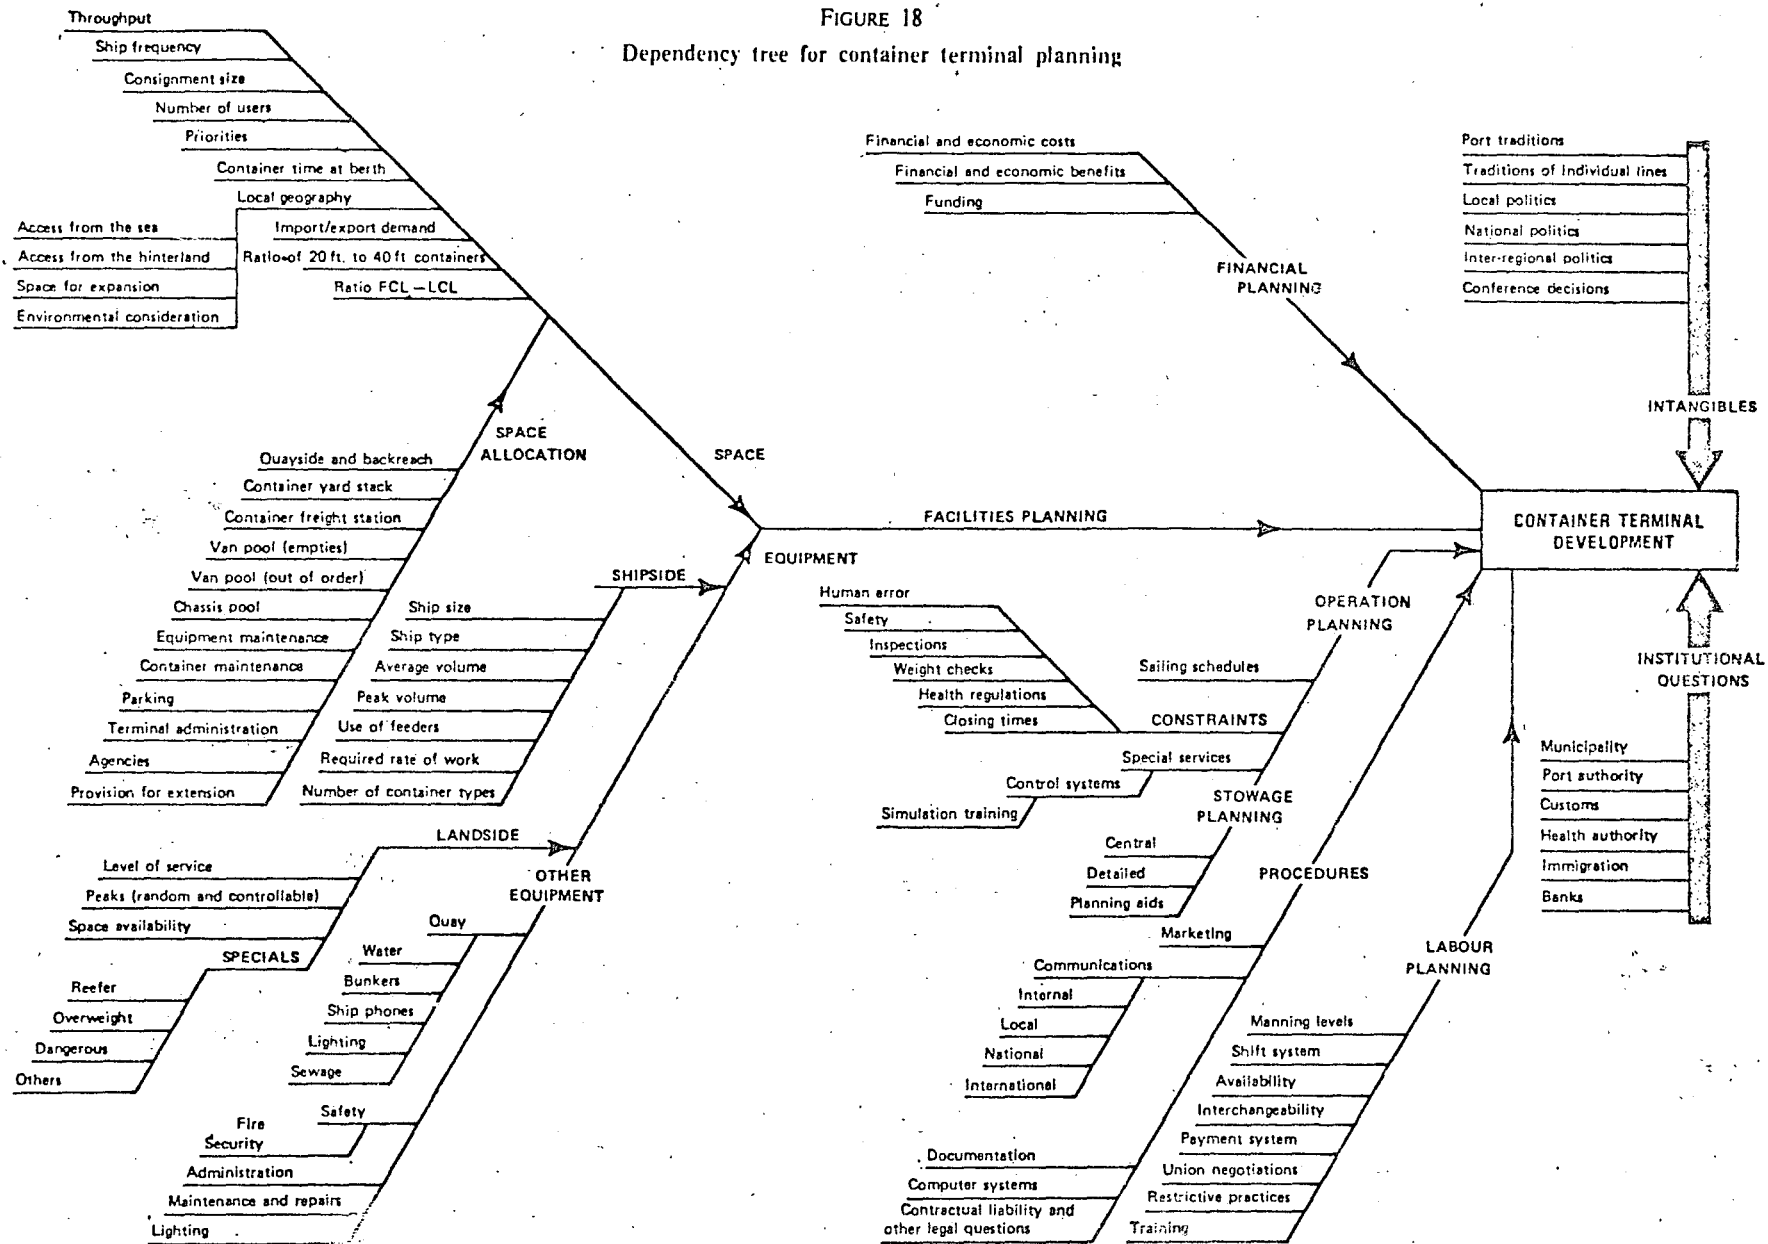 FIGURE 18
Dependency tree for container terminal planning
Throughput
Ship frequency
Consignment size
Number of users
Priorities
Container time at berth
Local geography
Access from the sea
Access from the hinterland
Space for expansion
Environmental consideration
Import/export demand
Ratio of 20 ft. to 40 ft containers
Ratio FCL – LCL
SPACE
ALLOCATION
Quayside and backreach
Container yard stack
Container freight station
Van pool (empties)
Van pool (out of order)
Chassis pool
Equipment maintenance
Container maintenance
Parking
Terminal administration
Agencies
Provision for extension
SPACE
FACILITIES PLANNING
EQUIPMENT
SHIPSIDE
Ship size
Ship type
Average volume
Peak volume
Use of feeders
Required rate of work
Number of container types
LANDSIDE
Level of service
Peaks (random and controllable)
Space availability
SPECIALS
Reefer
Overweight
Dangerous
Others
OTHER
EQUIPMENT
Quay
Water
Bunkers
Ship phones
Lighting
Sewage
Safety
Fire
Security
Administration
Maintenance and repairs
Lighting
Financial and economic costs
Financial and economic benefits
Funding
FINANCIAL
PLANNING
Port traditions
Traditions of Individual lines
Local politics
National politics
Inter-regional politics
Conference decisions
INTANGIBLES
CONTAINER TERMINAL
DEVELOPMENT
INSTITUTIONAL
QUESTIONS
Municipality
Port authority
Customs
Health authority
Immigration
Banks
OPERATION
PLANNING
Human error
Safety
Inspections
Weight checks
Health regulations
Closing times
Sailing schedules
CONSTRAINTS
Special services
Control systems
Simulation training
STOWAGE
PLANNING
Central
Detailed
Planning aids
PROCEDURES
Marketing
Communications
Internal
Local
National
International
Documentation
Computer systems
Contractual liability and
other legal questions
LABOUR
PLANNING
Manning levels
Shift system
Availability
Interchangeability
Payment system
Union negotiations
Restrictive practices
Training